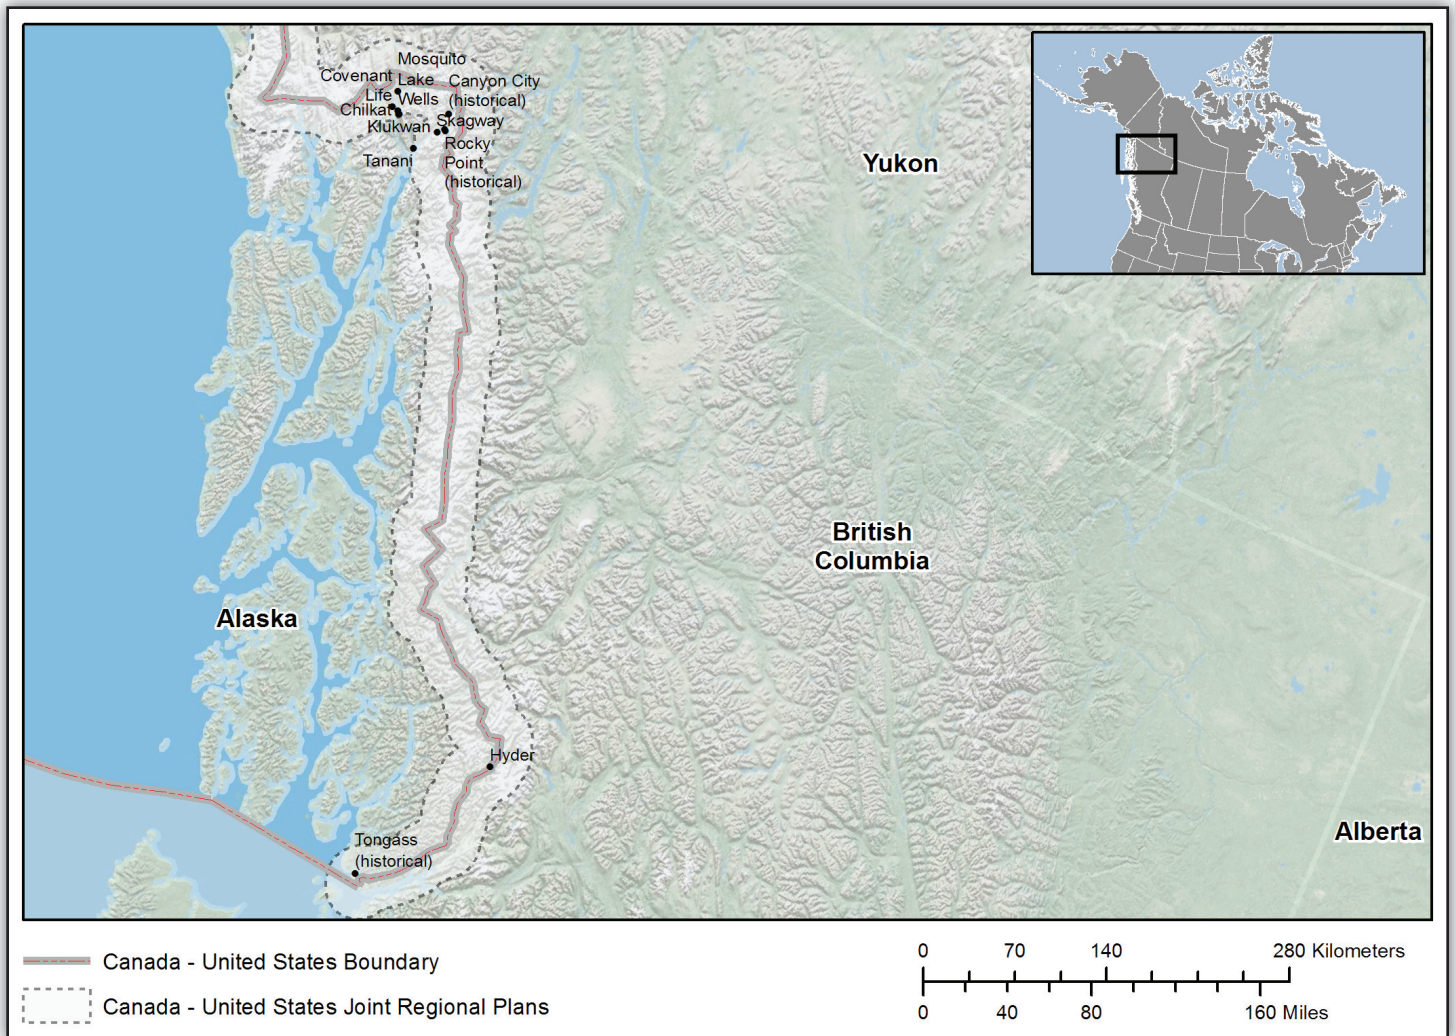 Mosquito
Lake
Covenant
Life
Wells
Canyon City
(historical)
Chilkat
Klukwan
Skagway
Rocky
Point
(historical)
Tanani
Yukon
British
Columbia
Alaska
Hyder
Tongass
(historical)
Alberta
Canada - United States Boundary
Canada - United States Joint Regional Plans
0 70 140 280 Kilometers
0 40 80 160 Miles